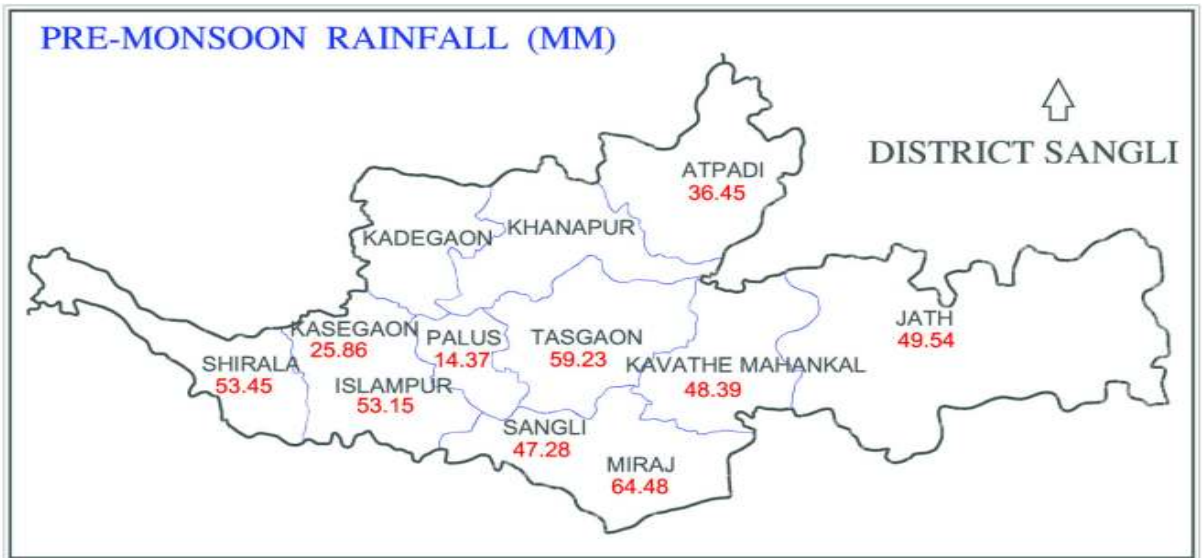 PRE-MONSOON RAINFALL (MM)
DISTRICT SANGLI
ATPADI
36.45
KHANAPUR
KADEGAON
JATH
49.54
KASEGAON
25.86
PALUS
14.37
TASGAON
59.23
KAVATHE MAHANKAL
48.39
SHIRALA
53.45
ISLAMPUR
53.15
SANGLI
47.28
MIRAJ
64.48